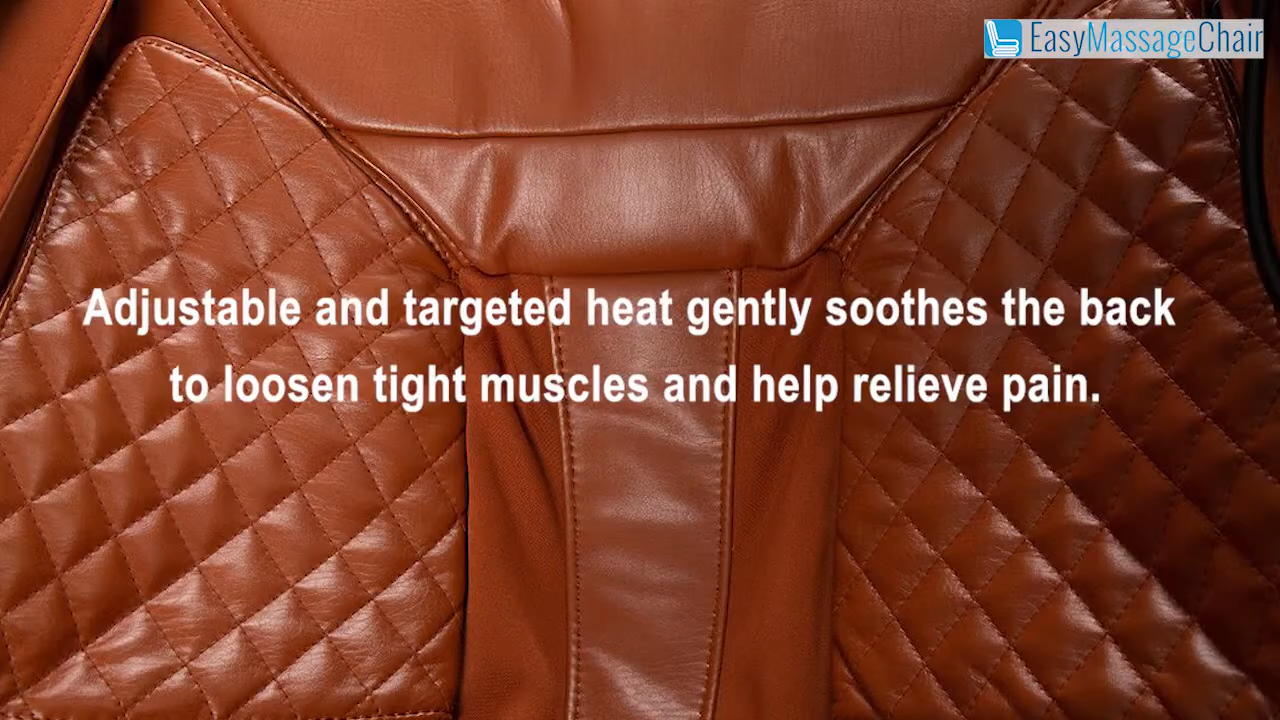 EasyMassageChair
Adjustable and targeted heat gently soothes the back
to loosen tight muscles and help relieve pain.